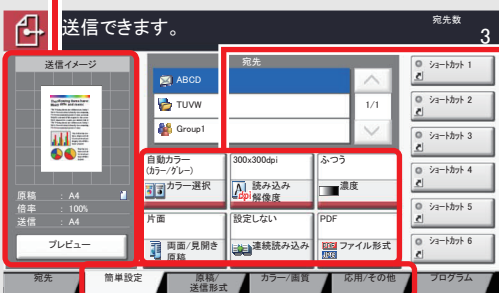 送信できます。
宛先数
3
送信イメージ
原稿 : A4
倍率 : 100%
送信 : A4
プレビュー
宛先
ABCD
TUVW
Group1
1/1
自動カラー
(カラー/グレー)
カラー選択
300x300dpi
dpi
読み込み
解像度
ふつう
濃度
片面
両面/見開き
原稿
設定しない
連続読み込み
PDF
ファイル形式
ショートカット 1
ショートカット 2
ショートカット 3
ショートカット 4
ショートカット 5
ショートカット 6
宛先
簡単設定
原稿/
送信形式
カラー/画質
応用/その他
プログラム